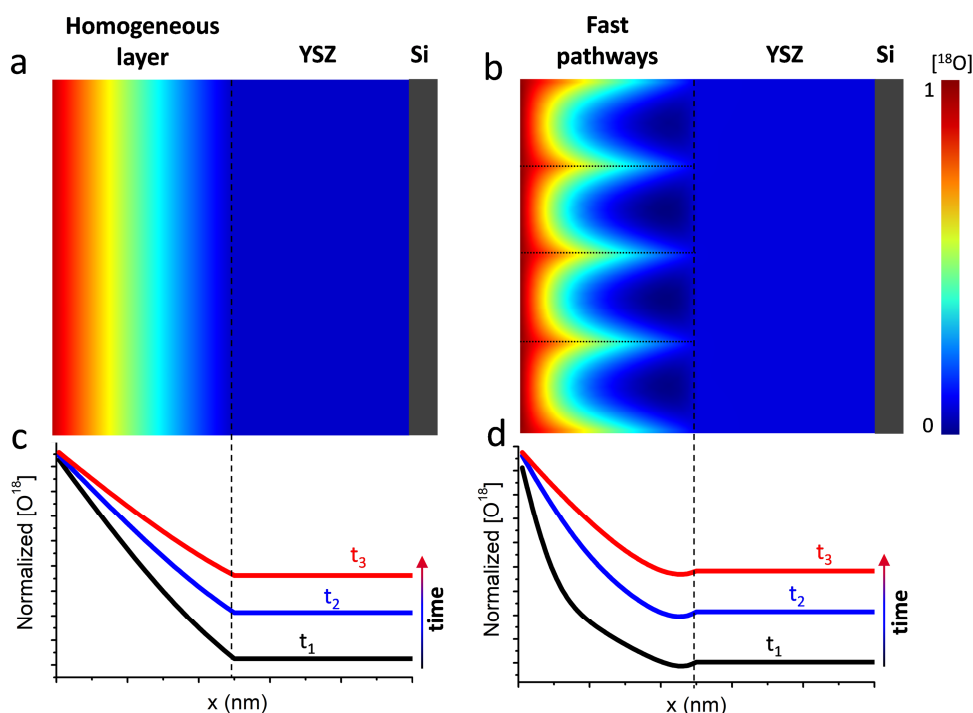 Homogeneous
layer
YSZ
Si
a
Fast
pathways
YSZ
Si
b
[¹⁸O]
1
0
c
Normalized [O¹⁸]
t₃
t₂
t₁
time
x (nm)
d
Normalized [O¹⁸]
t₃
t₂
t₁
time
x (nm)